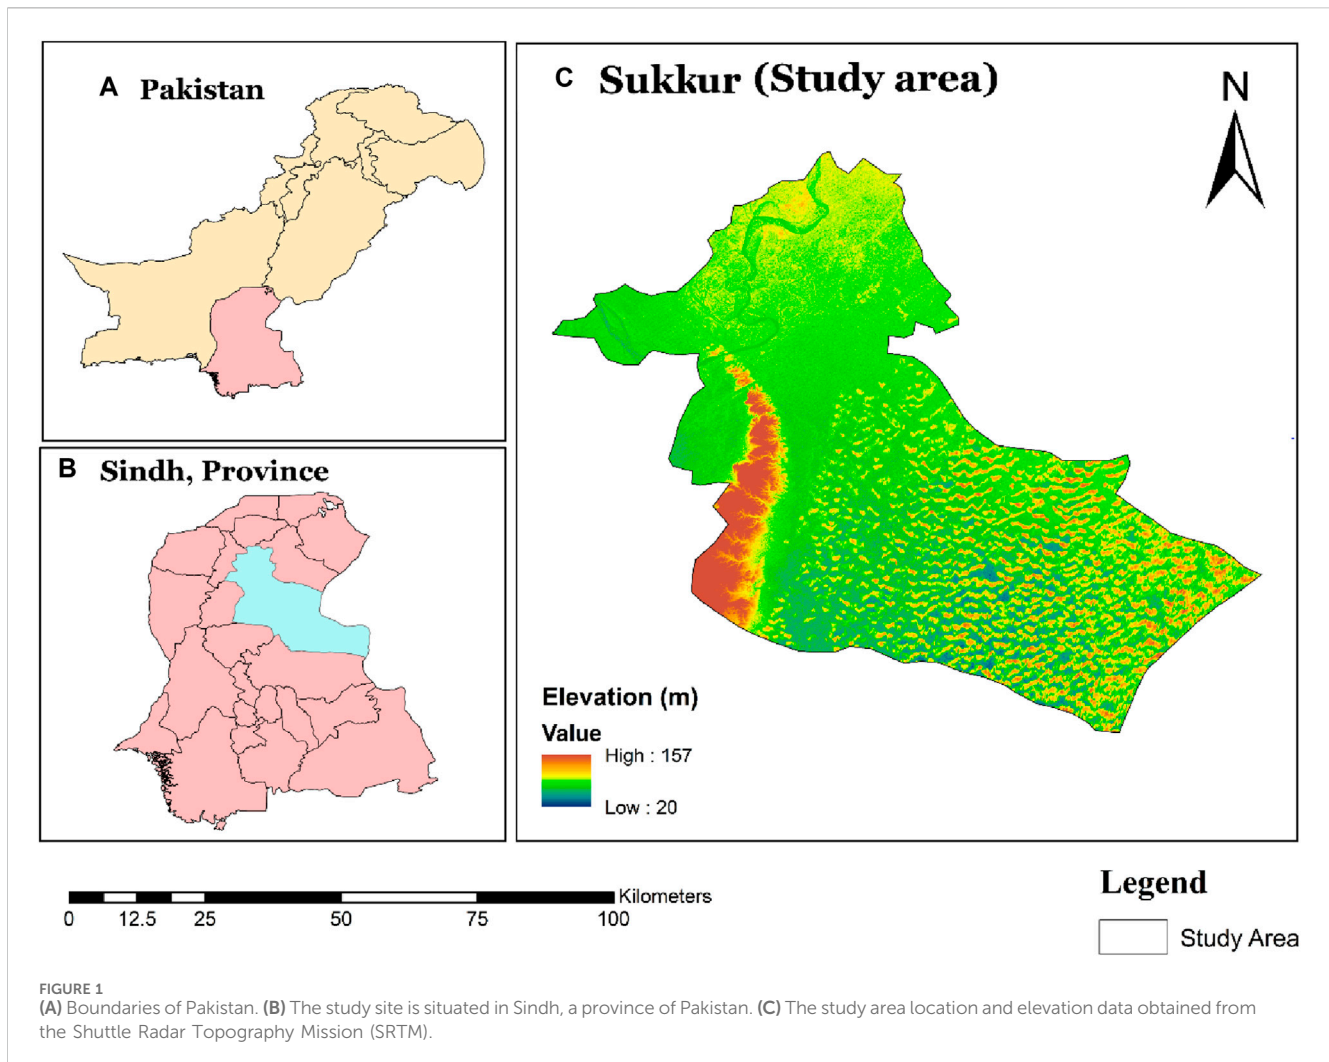 A Pakistan
B Sindh, Province
C Sukkur (Study area)
N
Elevation (m)
Value
High : 157
Low : 20
Kilometers
0 12.5 25 50 75 100
Legend
Study Area
FIGURE 1
(A) Boundaries of Pakistan. (B) The study site is situated in Sindh, a province of Pakistan. (C) The study area location and elevation data obtained from
the Shuttle Radar Topography Mission (SRTM).